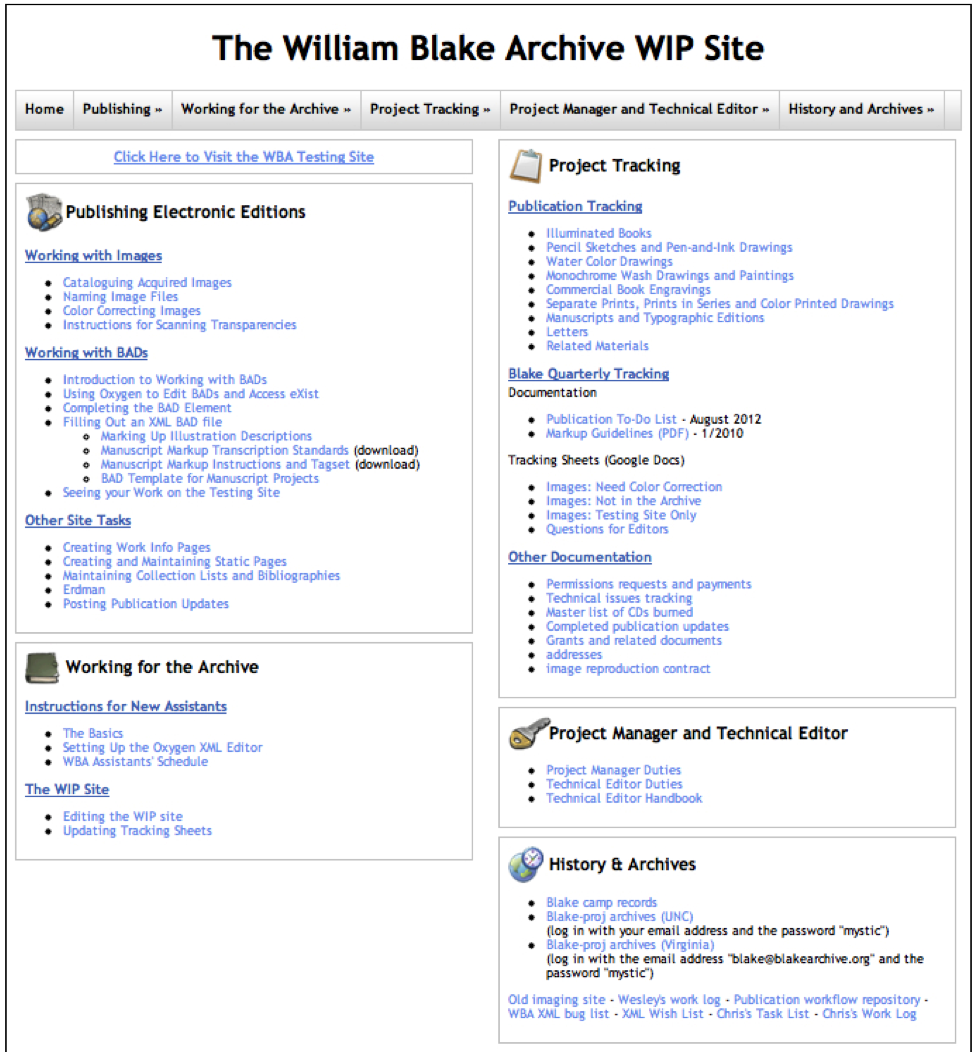 The William Blake Archive WIP Site
Home
Publishing »
Working for the Archive »
Project Tracking »
Project Manager and Technical Editor »
History and Archives »
Click Here to Visit the WBA Testing Site
Publishing Electronic Editions
Working with Images
Cataloguing Acquired Images
Naming Image Files
Color Correcting Images
Instructions for Scanning Transparencies
Working with BADs
Introduction to Working with BADs
Using Oxygen to Edit BADs and Access eXist
Completing the BAD Element
Filling Out an XML BAD file
Marking Up Illustration Descriptions
Manuscript Markup Transcription Standards (download)
Manuscript Markup Instructions and Tagset (download)
BAD Template for Manuscript Projects
Seeing your Work on the Testing Site
Other Site Tasks
Creating Work Info Pages
Creating and Maintaining Static Pages
Maintaining Collection Lists and Bibliographies
Erdman
Posting Publication Updates
Working for the Archive
Instructions for New Assistants
The Basics
Setting Up the Oxygen XML Editor
WBA Assistants' Schedule
The WIP Site
Editing the WIP site
Updating Tracking Sheets
Project Tracking
Publication Tracking
Illuminated Books
Pencil Sketches and Pen-and-Ink Drawings
Water Color Drawings
Monochrome Wash Drawings and Paintings
Commercial Book Engravings
Separate Prints, Prints in Series and Color Printed Drawings
Manuscripts and Typographic Editions
Letters
Related Materials
Blake Quarterly Tracking
Documentation
Publication To-Do List - August 2012
Markup Guidelines (PDF) - 1/2010
Tracking Sheets (Google Docs)
Images: Need Color Correction
Images: Not in the Archive
Images: Testing Site Only
Questions for Editors
Other Documentation
Permissions requests and payments
Technical issues tracking
Master list of CDs burned
Completed publication updates
Grants and related documents
addresses
image reproduction contract
Project Manager and Technical Editor
Project Manager Duties
Technical Editor Duties
Technical Editor Handbook
History & Archives
Blake camp records
Blake-proj archives (UNC)
(log in with your email address and the password "mystic")
Blake-proj archives (Virginia)
(log in with the email address "blake@blakearchive.org" and the
password "mystic")
Old imaging site - Wesley's work log - Publication workflow repository -
WBA XML bug list - XML Wish List - Chris's Task List - Chris's Work Log